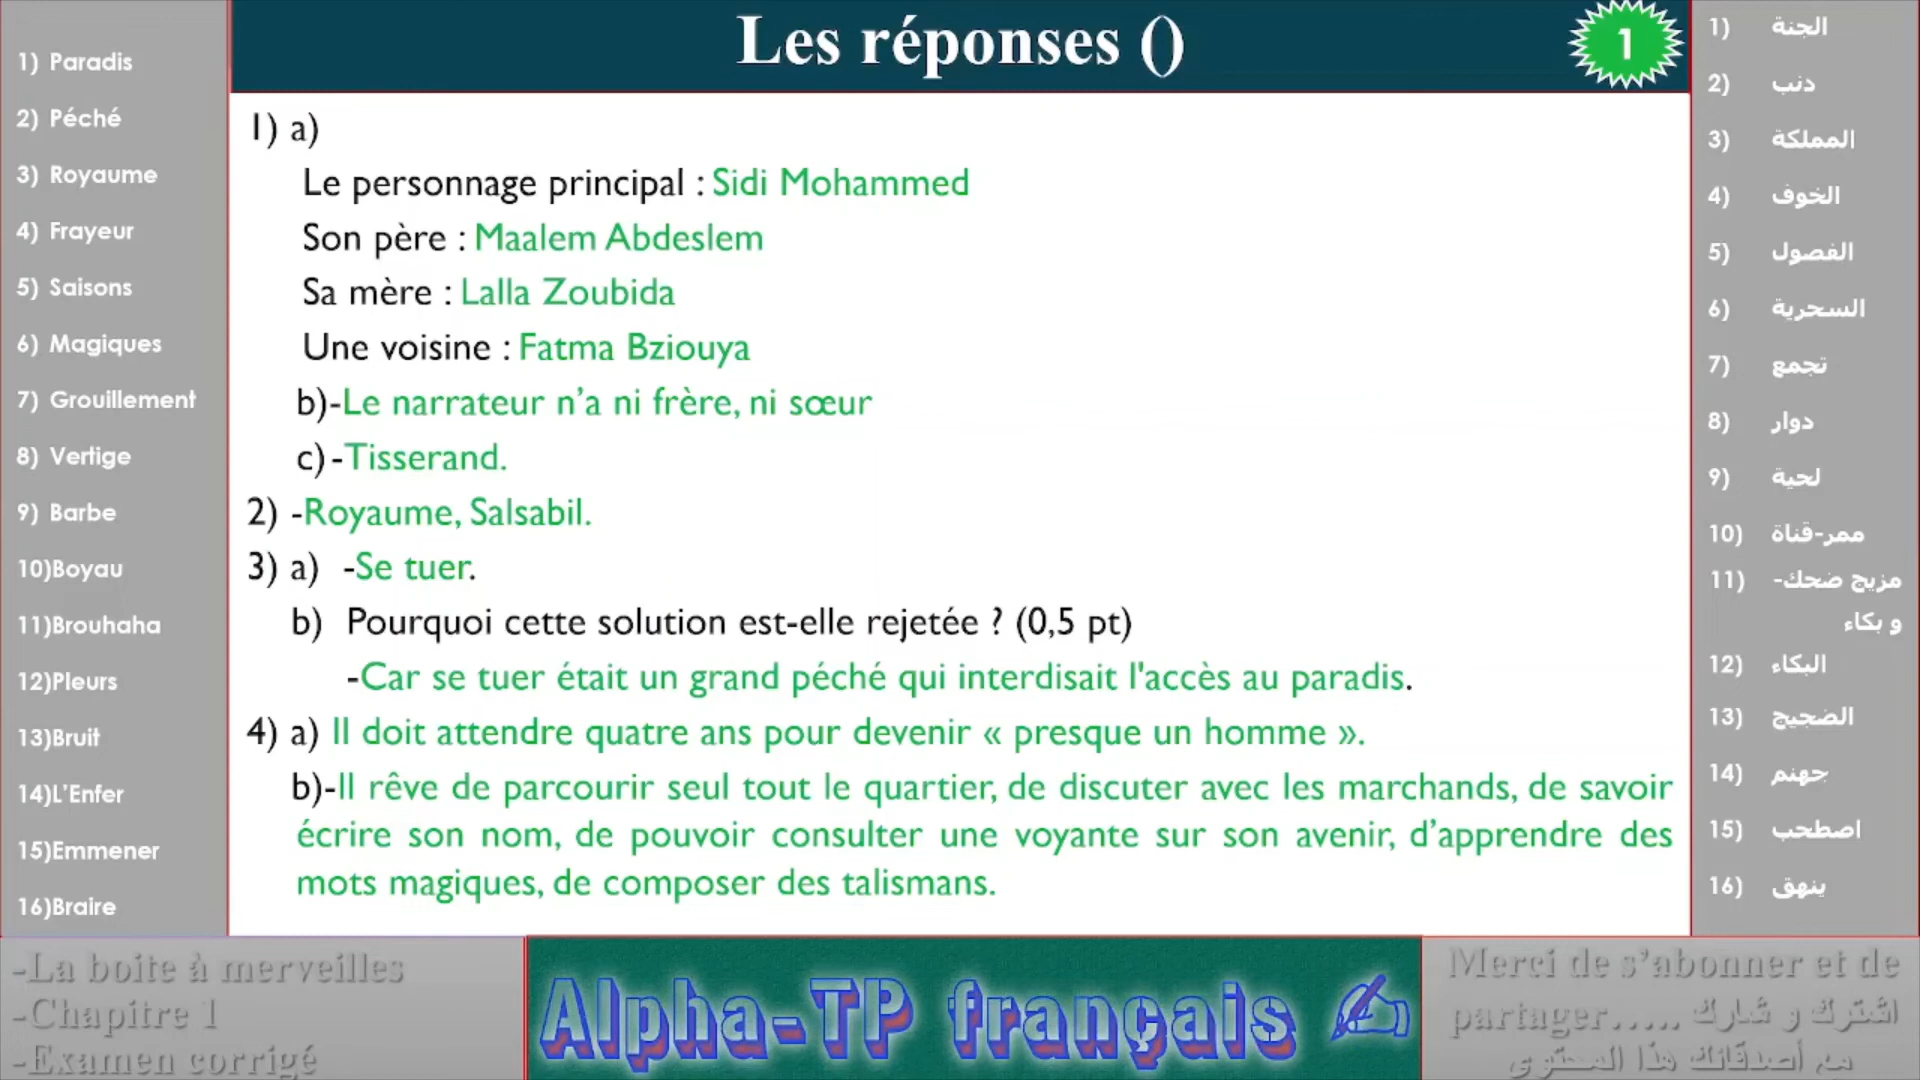 Les réponses ()
1
1) Paradis
2) Péché
3) Royaume
4) Frayeur
5) Saisons
6) Magiques
7) Grouillement
8) Vertige
9) Barbe
10)Boyau
11)Brouhaha
12)Pleurs
13)Bruit
14)L’Enfer
15)Emmener
16)Braire
1) a)
Le personnage principal : Sidi Mohammed
Son père : Maalem Abdeslem
Sa mère : Lalla Zoubida
Une voisine : Fatma Bziouya
b)-Le narrateur n’a ni frère, ni sœur
c) -Tisserand.
2) -Royaume, Salsabil.
3) a) -Se tuer.
b) Pourquoi cette solution est-elle rejetée ? (0,5 pt)
-Car se tuer était un grand péché qui interdisait l'accès au paradis.
4) a) Il doit attendre quatre ans pour devenir « presque un homme ».
b)-Il rêve de parcourir seul tout le quartier, de discuter avec les marchands, de savoir
écrire son nom, de pouvoir consulter une voyante sur son avenir, d’apprendre des
mots magiques, de composer des talismans.
1) الجنة
2) دنب
3) المملكة
4) الخوف
5) الفصول
6) السحرية
7) تجمع
8) دوار
9) لحية
10) ممر-قناة
11) مزيج ضحك-
و بكاء
12) البكاء
13) الضجيج
14) جهنم
15) اصطحب
16) ينهق
-La boite à merveilles
-Chapitre 1
-Examen corrigé
Alpha-TP français ✍
Merci de s’abonner et de
partager..... اشترك و شارك
مع أصدقائك هذا المحتوى